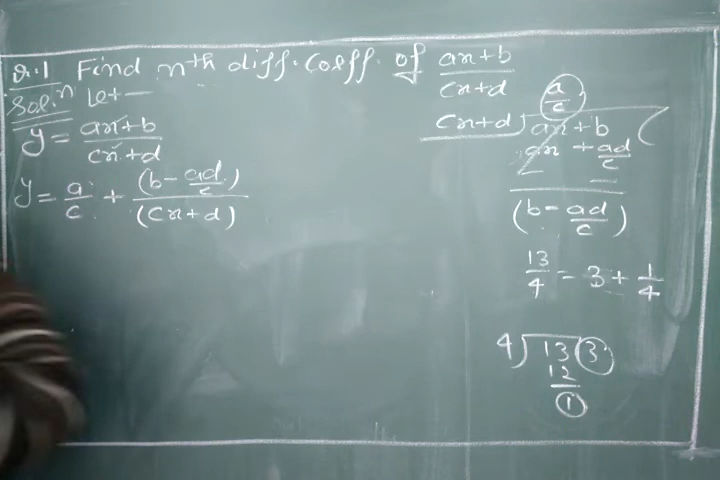 Q.1 Find nth diff. Coeff. of ax+b / cx+d
Sol.n Let—
y = ax+b / cx+d
y = a/c + (b - ad/c) / (cx+d)
a/c
cx+d ) ax+b (
ax + ad/c
- -
(b - ad/c)
13/4 = 3 + 1/4
4 ) 13 ( 3
12
1